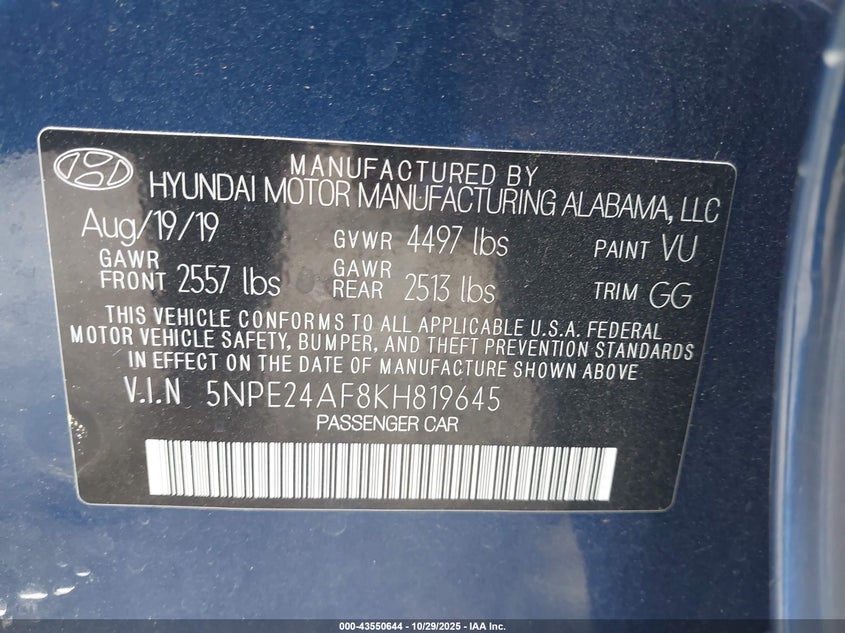 MANUFACTURED BY
HYUNDAI MOTOR MANUFACTURING ALABAMA, LLC
Aug/19/19 GVWR 4497 lbs PAINT VU
GAWR FRONT 2557 lbs GAWR REAR 2513 lbs TRIM GG
THIS VEHICLE CONFORMS TO ALL APPLICABLE U.S.A. FEDERAL
MOTOR VEHICLE SAFETY, BUMPER, AND THEFT PREVENTION STANDARDS
IN EFFECT ON THE DATE OF MANUFACTURE SHOWN ABOVE
V.I.N 5NPE24AF8KH819645
PASSENGER CAR
000-43550644 | 10/29/2025 - IAA Inc.